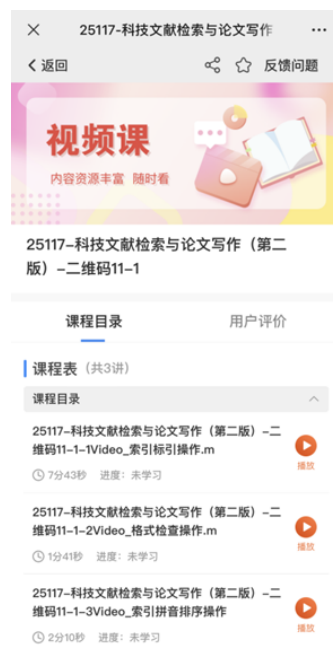 25117-科技文献检索与论文写作
返回
反馈问题
视频课
内容资源丰富 随时看
25117-科技文献检索与论文写作（第二
版）-二维码11-1
课程目录
用户评价
课程表（共3讲）
课程目录
25117-科技文献检索与论文写作（第二版）-二
维码11-1-1Video_索引标引操作.m
播放
7分43秒 进度：未学习
25117-科技文献检索与论文写作（第二版）-二
维码11-1-2Video_格式检查操作.m
播放
1分41秒 进度：未学习
25117-科技文献检索与论文写作（第二版）-二
维码11-1-3Video_索引拼音排序操作
播放
2分10秒 进度：未学习